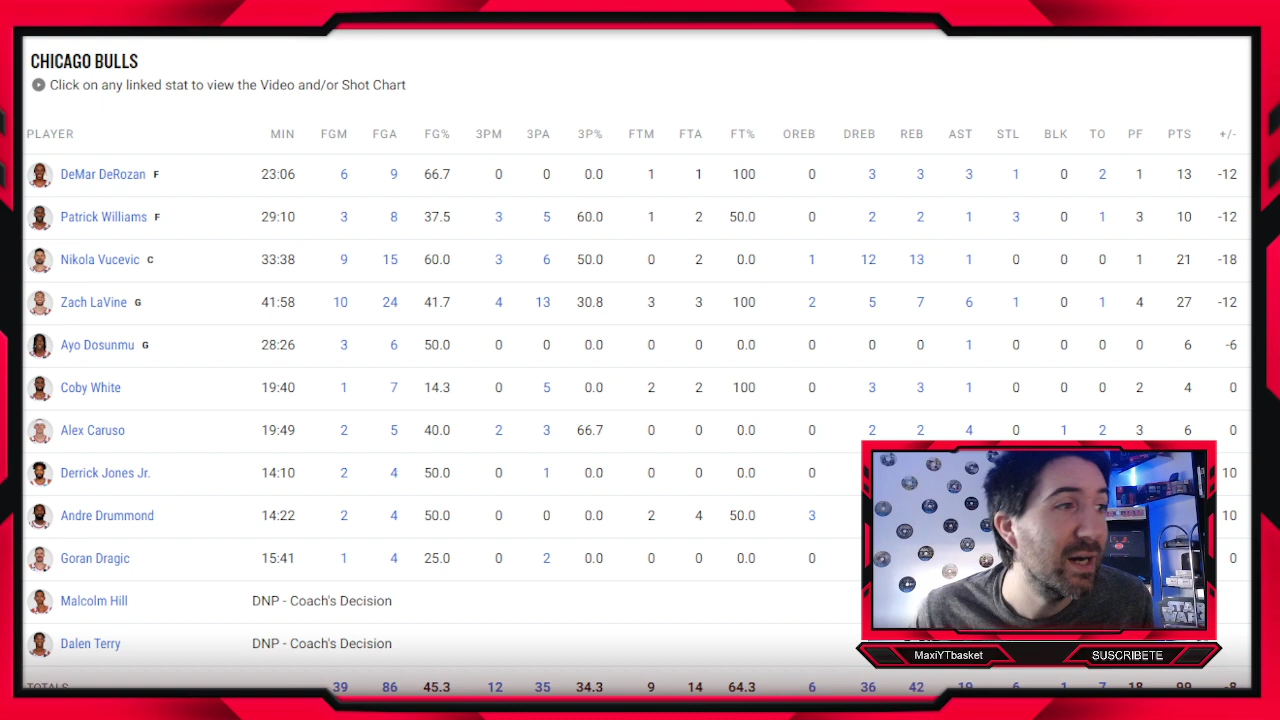 CHICAGO BULLS
Click on any linked stat to view the Video and/or Shot Chart
PLAYER MIN FGM FGA FG% 3PM 3PA 3P% FTM FTA FT% OREB DREB REB AST STL BLK TO PF PTS +/-
DeMar DeRozan F 23:06 6 9 66.7 0 0 0.0 1 1 100 0 3 3 3 1 0 2 1 13 -12
Patrick Williams F 29:10 3 8 37.5 3 5 60.0 1 2 50.0 0 2 2 1 3 0 1 3 10 -12
Nikola Vucevic C 33:38 9 15 60.0 3 6 50.0 0 2 0.0 1 12 13 1 0 0 0 1 21 -18
Zach LaVine G 41:58 10 24 41.7 4 13 30.8 3 3 100 2 5 7 6 1 0 1 4 27 -12
Ayo Dosunmu G 28:26 3 6 50.0 0 0 0.0 0 0 0.0 0 0 0 1 0 0 0 0 6 -6
Coby White 19:40 1 7 14.3 0 5 0.0 2 2 100 0 3 3 1 0 0 0 2 4 0
Alex Caruso 19:49 2 5 40.0 2 3 66.7 0 0 0.0 0 2 2 4 0 1 2 3 6 0
Derrick Jones Jr. 14:10 2 4 50.0 0 1 0.0 0 0 0.0 0 10
Andre Drummond 14:22 2 4 50.0 0 0 0.0 2 4 50.0 3 10
Goran Dragic 15:41 1 4 25.0 0 2 0.0 0 0 0.0 0 0
Malcolm Hill DNP - Coach's Decision
Dalen Terry DNP - Coach's Decision
TOTALS 39 86 45.3 12 35 34.3 9 14 64.3 6 36 42 19 6 1 7 18 99 -8
STAR
WARS
MaxiYTbasket SUSCRIBETE